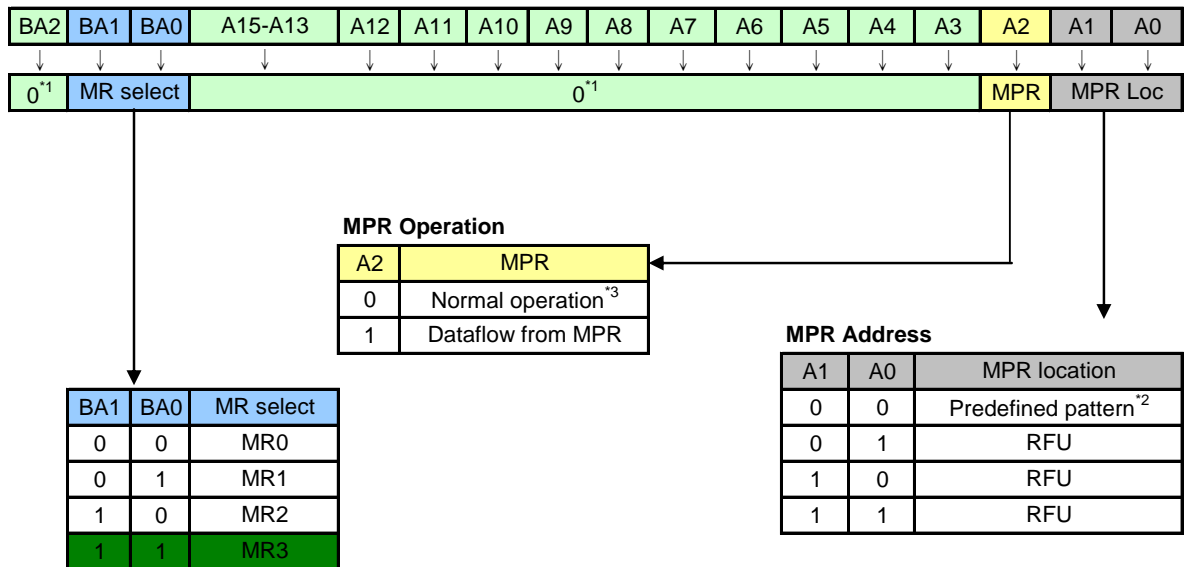 BA2 BA1 BA0 A15-A13 A12 A11 A10 A9 A8 A7 A6 A5 A4 A3 A2 A1 A0
↓ ↓ ↓ ↓ ↓ ↓ ↓ ↓ ↓ ↓ ↓ ↓ ↓ ↓ ↓ ↓ ↓
0*1 MR select 0*1 MPR MPR Loc
MPR Operation
A2 MPR
0 Normal operation*3
1 Dataflow from MPR
MPR Address
A1 A0 MPR location
0 0 Predefined pattern*2
0 1 RFU
1 0 RFU
1 1 RFU
BA1 BA0 MR select
0 0 MR0
0 1 MR1
1 0 MR2
1 1 MR3